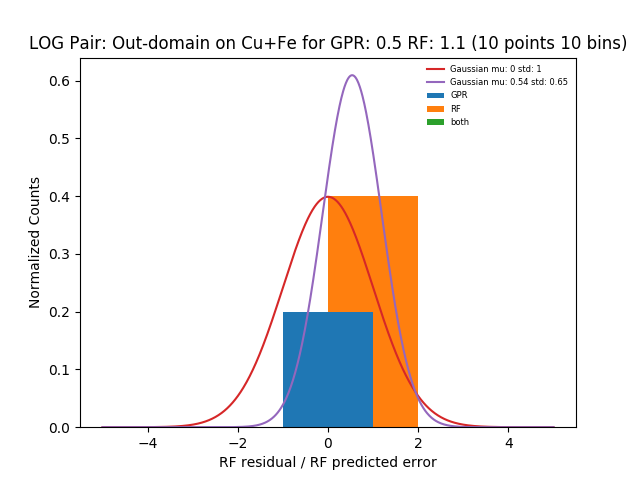 LOG Pair: Out-domain on Cu+Fe for GPR: 0.5 RF: 1.1 (10 points 10 bins)
Gaussian mu: 0 std: 1
Gaussian mu: 0.54 std: 0.65
GPR
RF
both
Normalized Counts
0.6
0.5
0.4
0.3
0.2
0.1
0.0
−4
−2
0
2
4
RF residual / RF predicted error